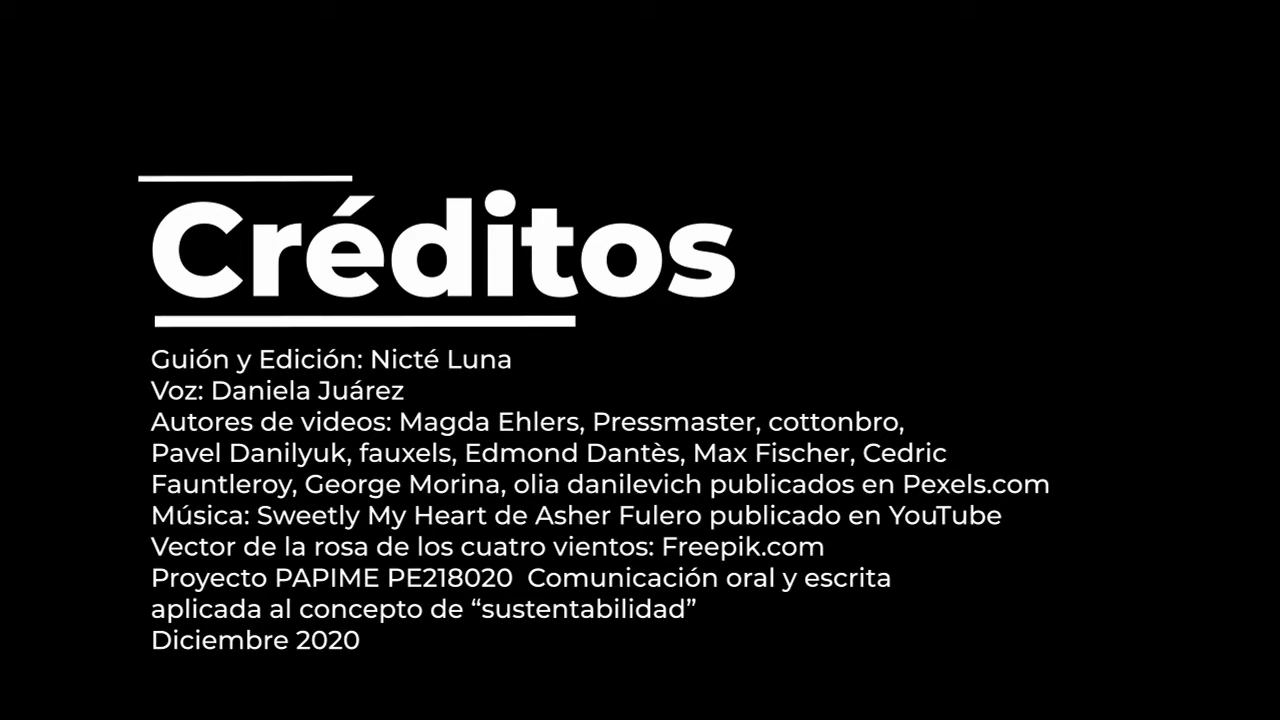 Créditos
Guión y Edición: Nicté Luna
Voz: Daniela Juárez
Autores de videos: Magda Ehlers, Pressmaster, cottonbro,
Pavel Danilyuk, fauxels, Edmond Dantès, Max Fischer, Cedric
Fauntleroy, George Morina, olia danilevich publicados en Pexels.com
Música: Sweetly My Heart de Asher Fulero publicado en YouTube
Vector de la rosa de los cuatro vientos: Freepik.com
Proyecto PAPIME PE218020  Comunicación oral y escrita
aplicada al concepto de “sustentabilidad”
Diciembre 2020